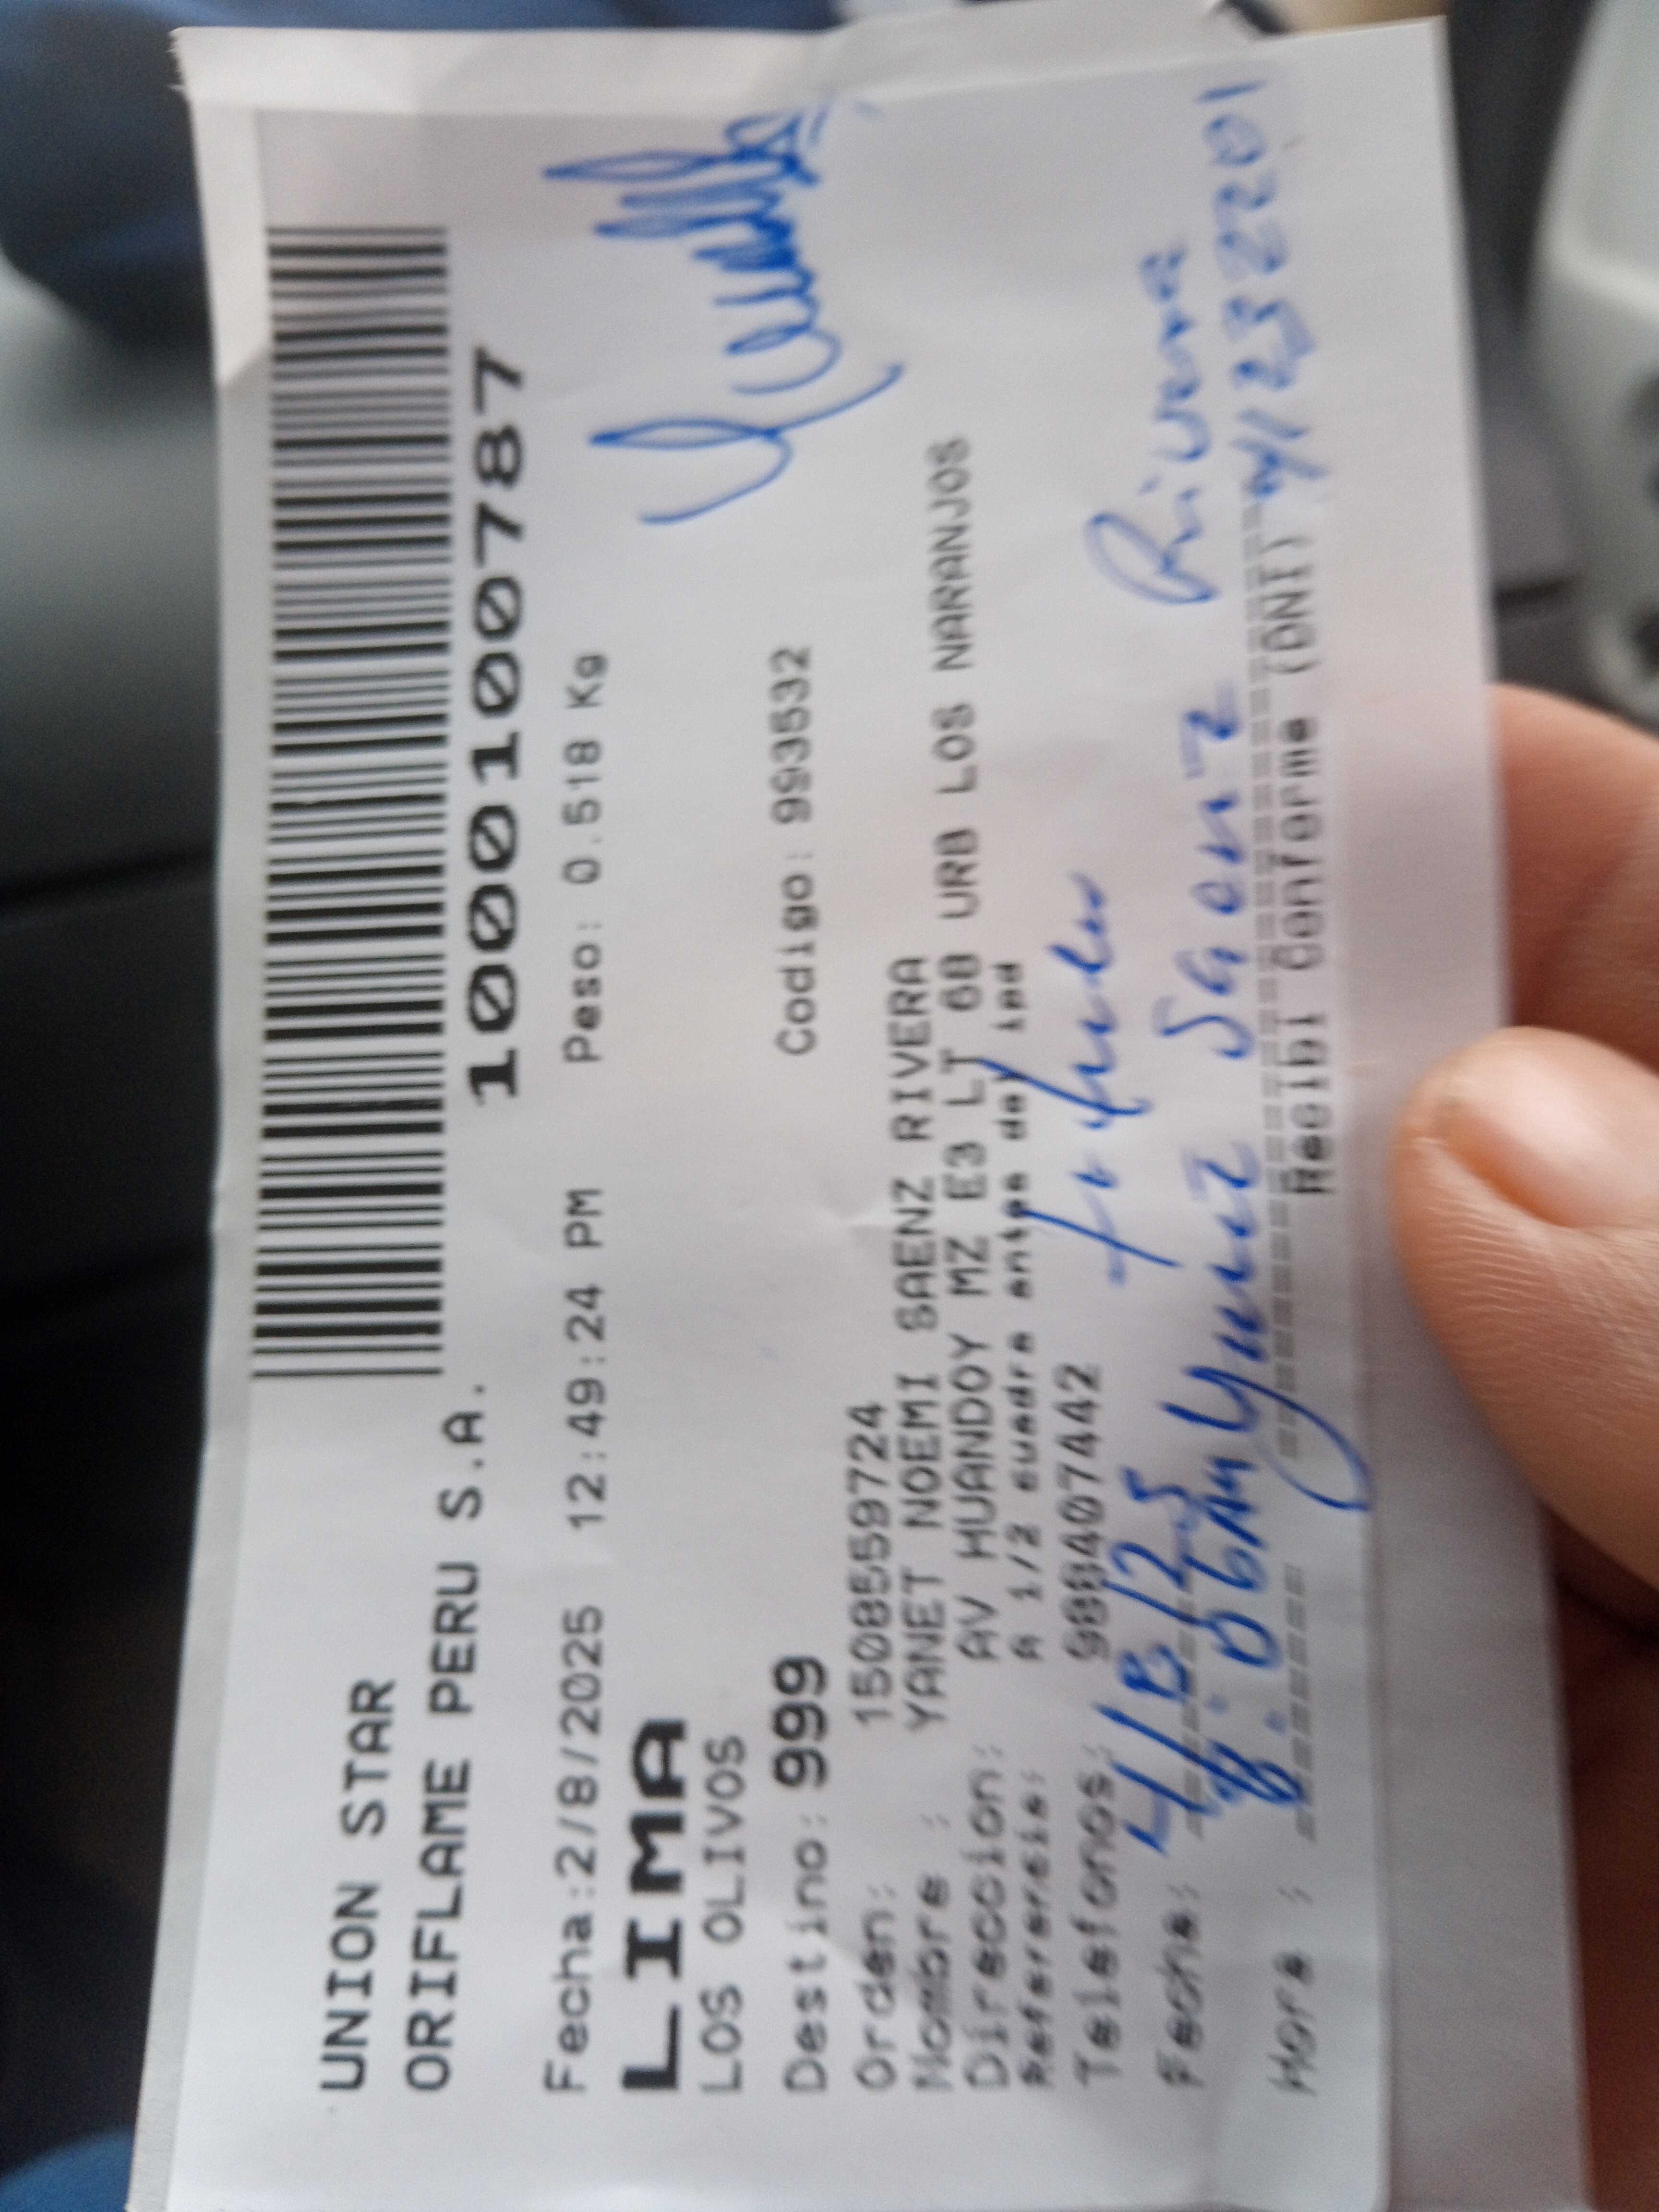 UNION STAR
ORIFLAME PERU S.A.
1000100787
Fecha:2/8/2025 12:49:24 PM Peso: 0.518 Kg
LIMA
LOS OLIVOS
Destino: 999 Codigo: 993532
Orden: 1508559724
Nombre : YANET NOEMI SAENZ RIVERA
Direccion: AV HUANDOY MZ E3 LT 60 URB LOS NARANJOS
Referencia: A 1/2 cuadra antes del ind
Telefonos: 988407442
Fecha: 4/8/25
Hora : Saenz Rivera
Recibi Conforme (DNI)